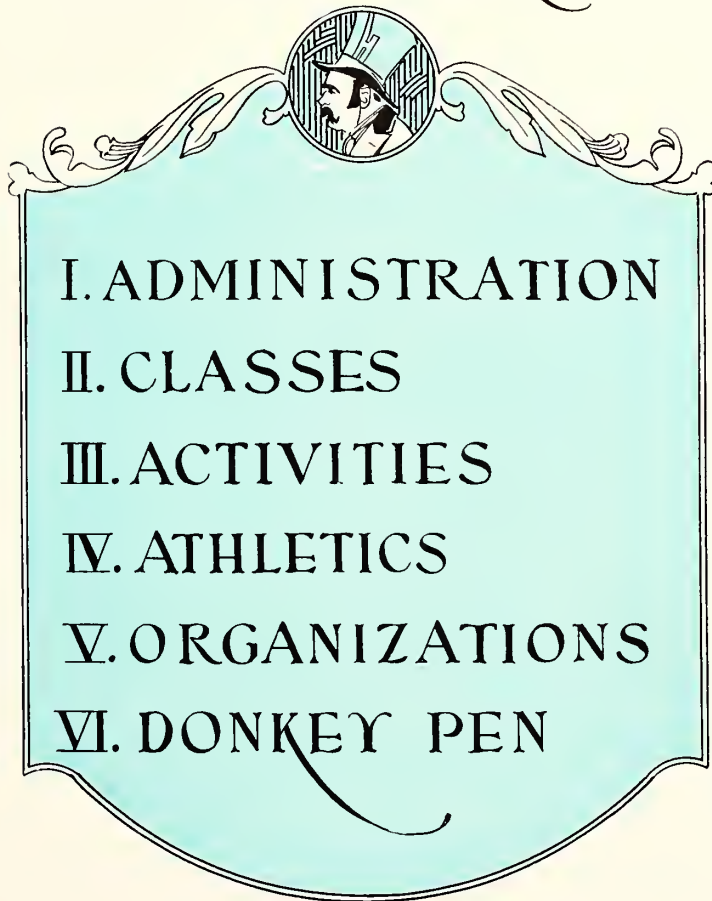 I. ADMINISTRATION
II. CLASSES
III. ACTIVITIES
IV. ATHLETICS
V. ORGANIZATIONS
VI. DONKEY PEN